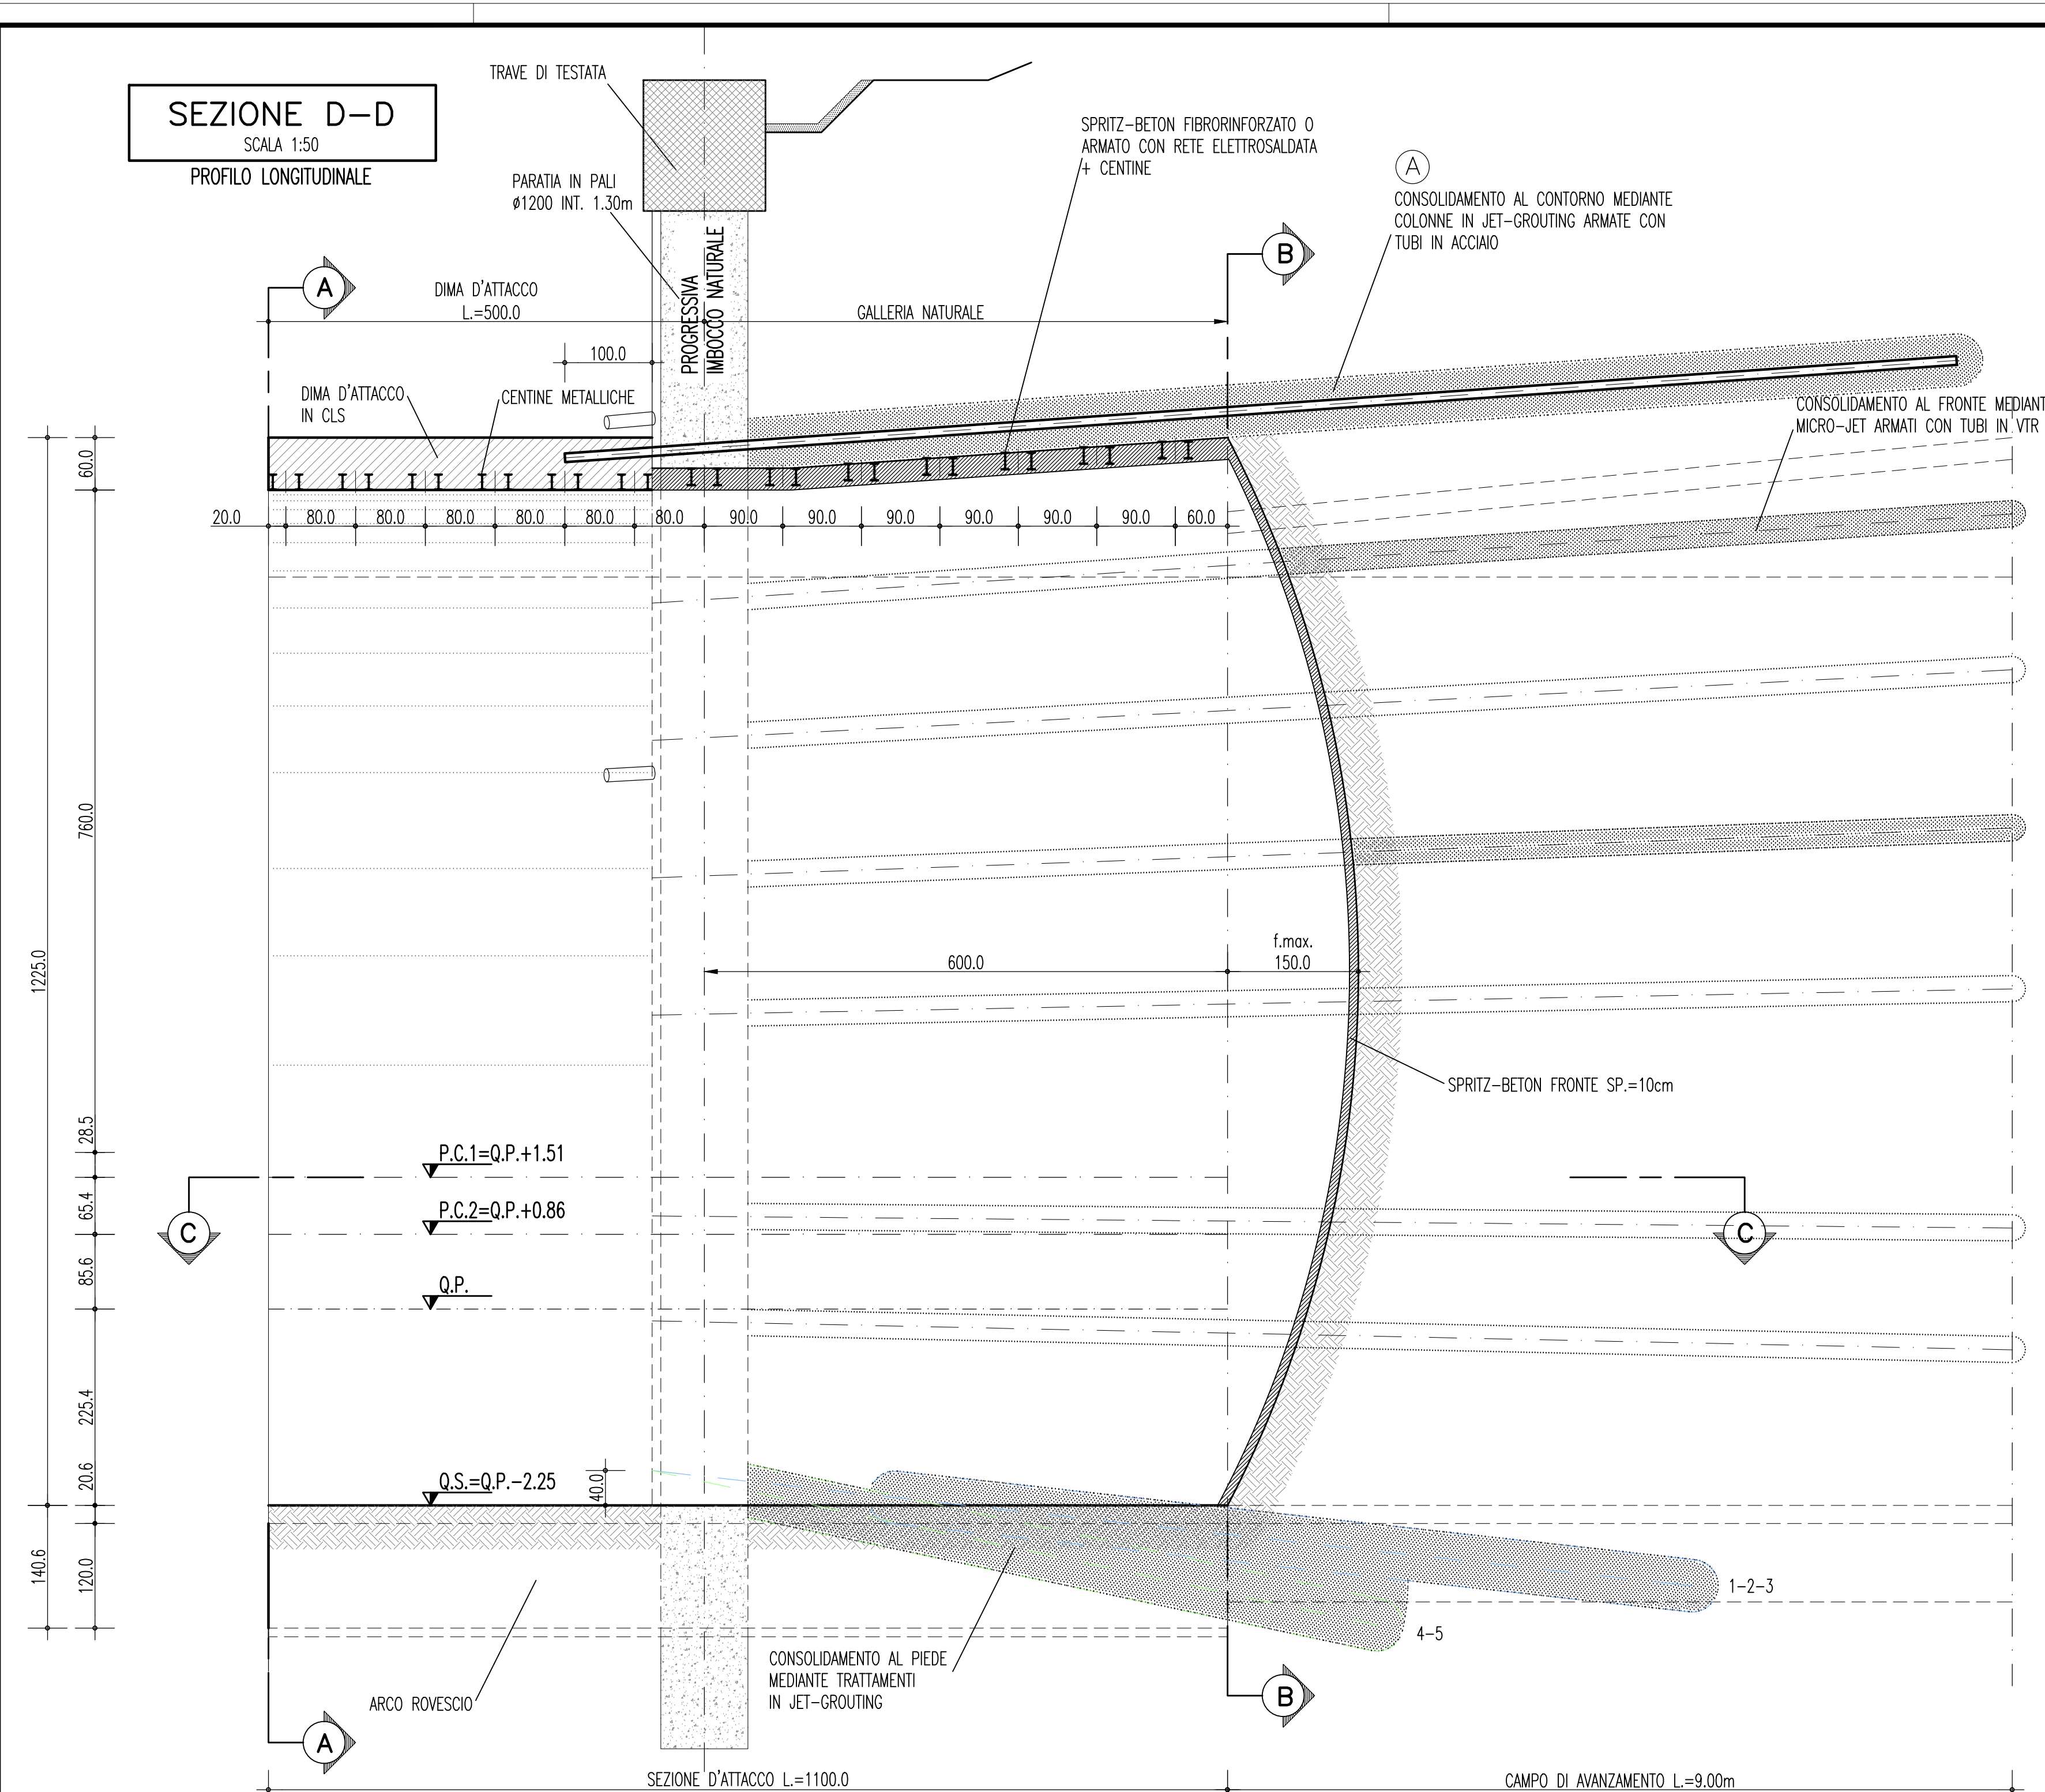 TRAVE DI TESTATA
SEZIONE D-D
SCALA 1:50
PROFILO LONGITUDINALE
PARATIA IN PALI
ø1200 INT. 1.30m
SPRITZ-BETON FIBRORINFORZATO O
ARMATO CON RETE ELETTROSALDATA
+ CENTINE
A
CONSOLIDAMENTO AL CONTORNO MEDIANTE
COLONNE IN JET-GROUTING ARMATE CON
TUBI IN ACCIAIO
PROGRESSIVA
IMBOCCO NATURALE
A
B
DIMA D'ATTACCO
L.=500.0
GALLERIA NATURALE
100.0
DIMA D'ATTACCO
IN CLS
CENTINE METALLICHE
CONSOLIDAMENTO AL FRONTE MEDIANT
MICRO-JET ARMATI CON TUBI IN VTR
60.0
20.0 80.0 80.0 80.0 80.0 80.0 80.0 90.0 90.0 90.0 90.0 90.0 90.0 60.0
760.0
1225.0
600.0
f.max.
150.0
SPRITZ-BETON FRONTE SP.=10cm
28.5
P.C.1=Q.P.+1.51
65.4
P.C.2=Q.P.+0.86
C
C
85.6
Q.P.
225.4
20.6
Q.S.=Q.P.-2.25
40.0
140.6
120.0
1-2-3
4-5
CONSOLIDAMENTO AL PIEDE
MEDIANTE TRATTAMENTI
IN JET-GROUTING
ARCO ROVESCIO
B
A
SEZIONE D'ATTACCO L.=1100.0
CAMPO DI AVANZAMENTO L.=9.00m